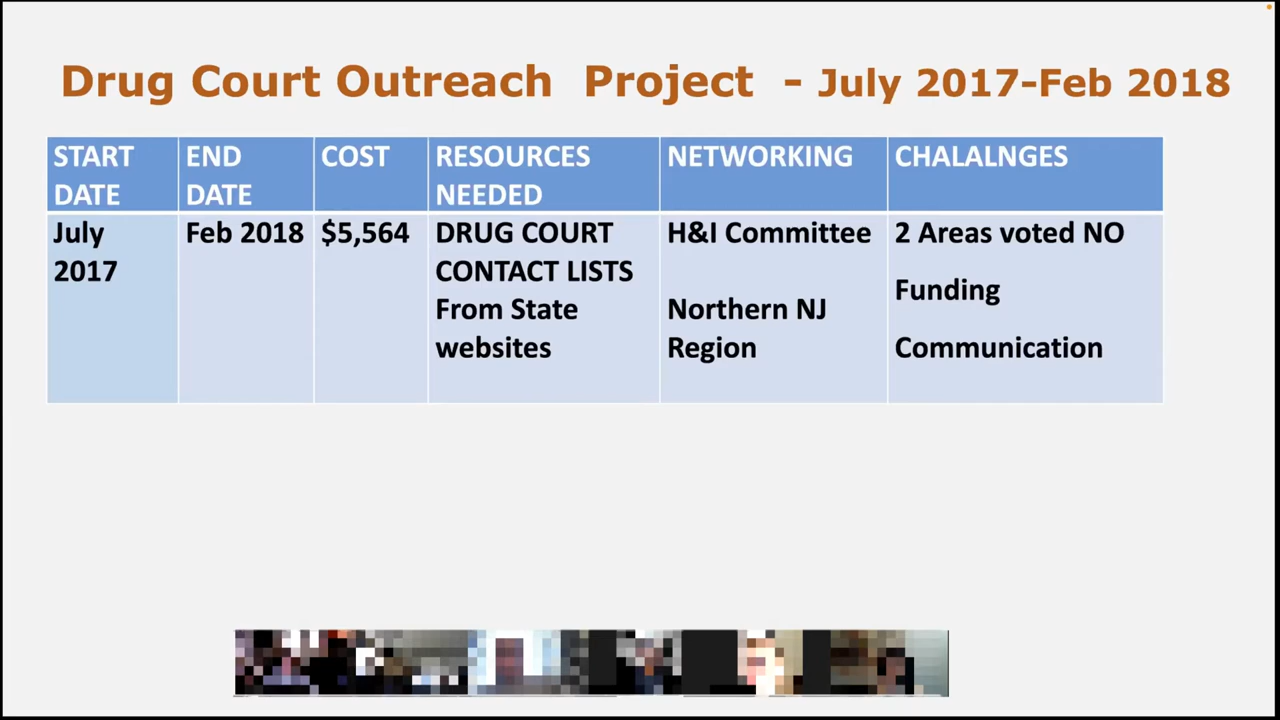 Drug Court Outreach  Project  - July 2017-Feb 2018
START
DATE
END
DATE
COST
RESOURCES
NEEDED
NETWORKING
CHALALNGES
July
2017
Feb 2018
$5,564
DRUG COURT
CONTACT LISTS
From State
websites
H&I Committee
Northern NJ
Region
2 Areas voted NO
Funding
Communication